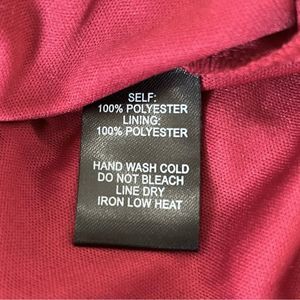 SELF:
100% POLYESTER
LINING:
100% POLYESTER
HAND WASH COLD
DO NOT BLEACH
LINE DRY
IRON LOW HEAT